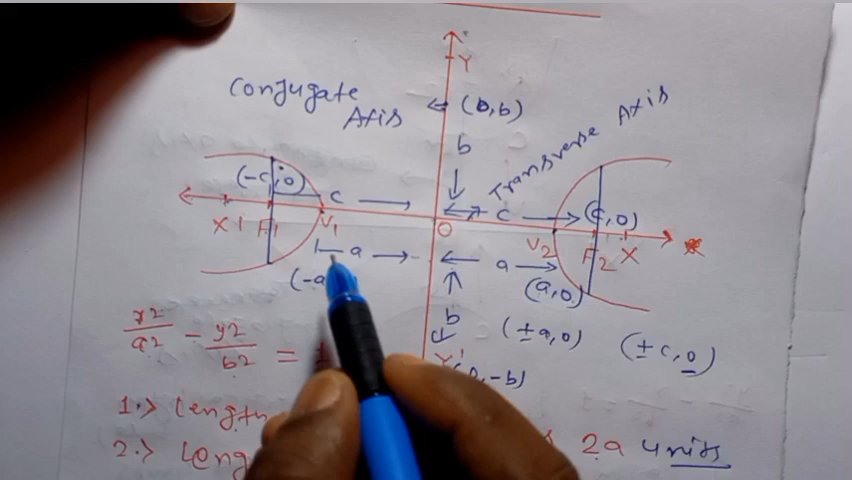 Y
Conjugate
Axis
(0,b)
Transverse Axis
b
(-c,0)
c
c
(c,0)
X'
F1
V1
O
V2
F2
X
a
a
(-a
(a,0)
b
(±a,0)
(±c,0)
x2/a2 - y2/b2 =
Y'
,-b)
1.> Length
2.> Leng
2a units